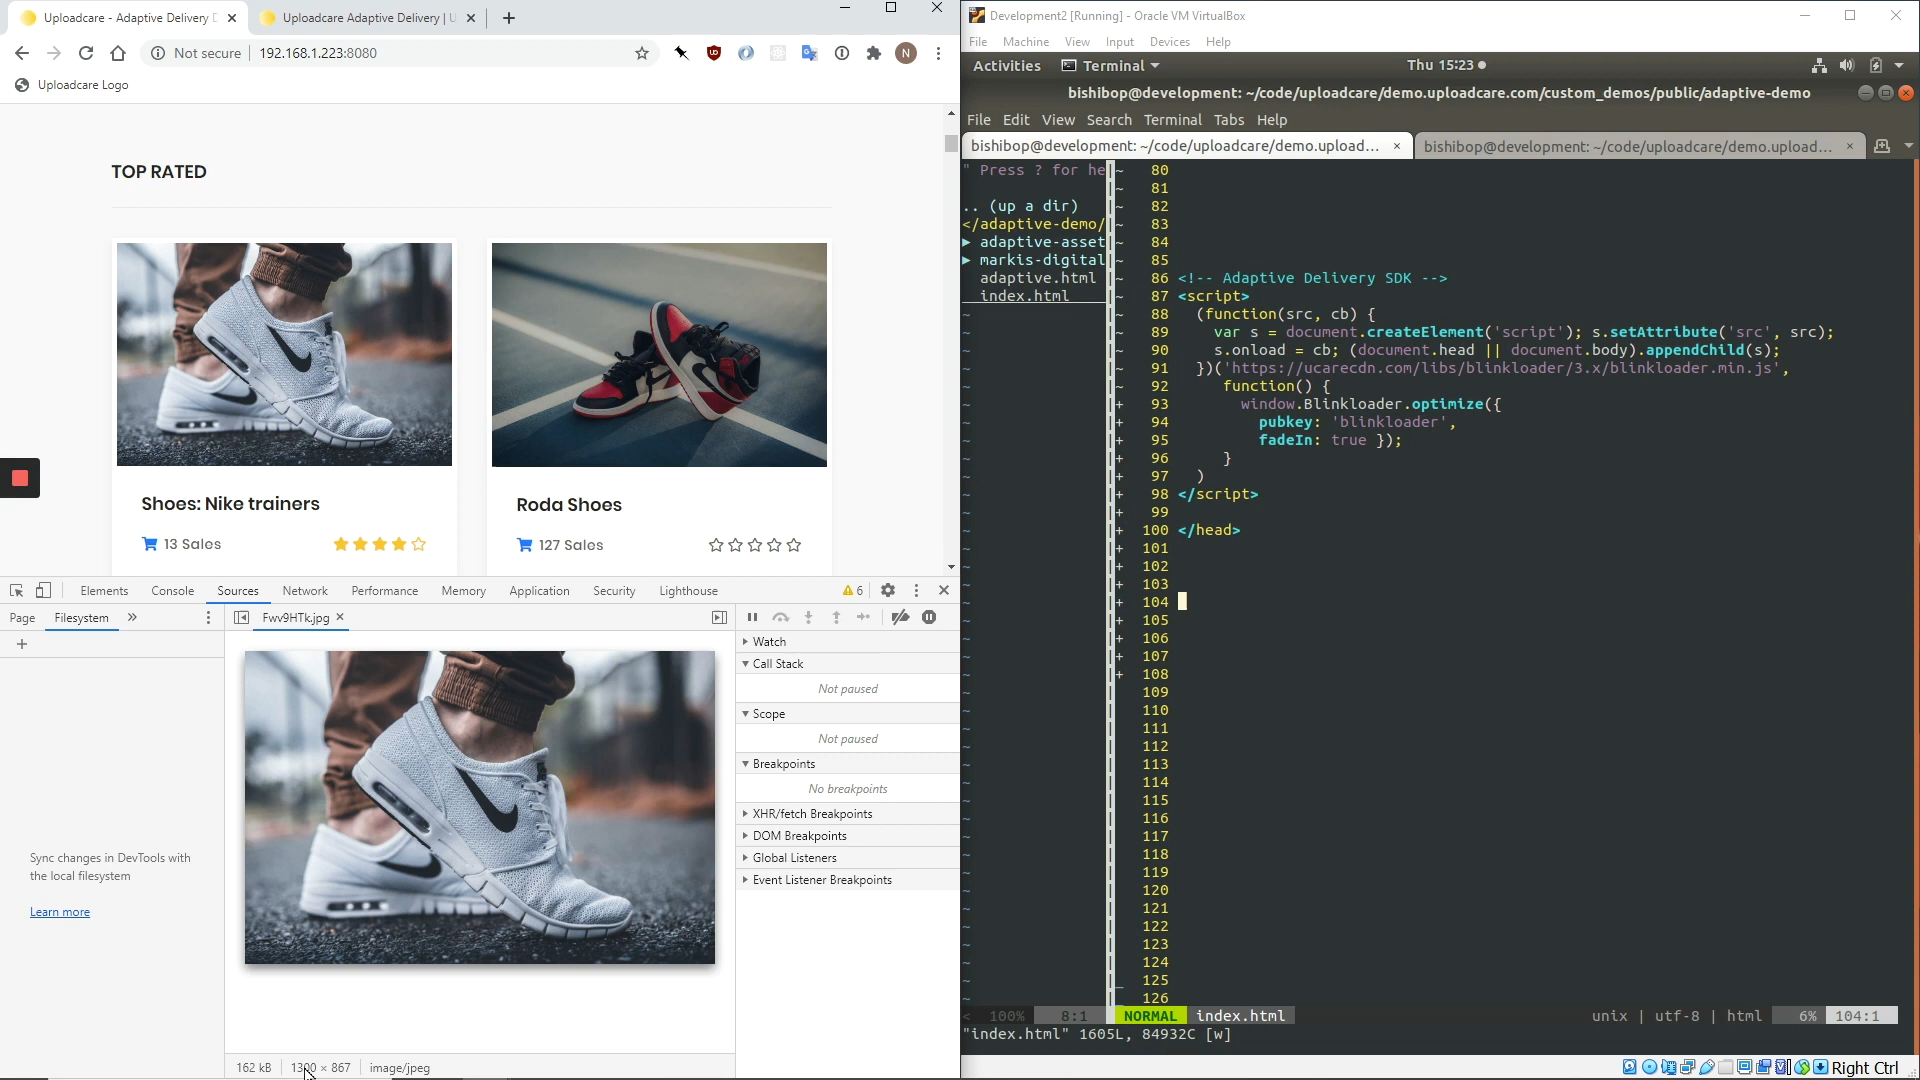 Uploadcare - Adaptive Delivery D
Uploadcare Adaptive Delivery | U
Not secure
192.168.1.223:8080
N
Uploadcare Logo
TOP RATED
Shoes: Nike trainers
13 Sales
Roda Shoes
127 Sales
Elements
Console
Sources
Network
Performance
Memory
Application
Security
Lighthouse
6
Page
Filesystem
Fwv9HTk.jpg
Sync changes in DevTools with
the local filesystem
Learn more
Watch
Call Stack
Not paused
Scope
Not paused
Breakpoints
No breakpoints
XHR/fetch Breakpoints
DOM Breakpoints
Global Listeners
Event Listener Breakpoints
162 kB
1300 × 867
image/jpeg
Development2 [Running] - Oracle VM VirtualBox
File Machine View Input Devices Help
Activities
Terminal
Thu 15:23
bishibop@development: ~/code/uploadcare/demo.uploadcare.com/custom_demos/public/adaptive-demo
File Edit View Search Terminal Tabs Help
bishibop@development: ~/code/uploadcare/demo.upload...
bishibop@development: ~/code/uploadcare/demo.upload...
" Press ? for he
.. (up a dir)
</adaptive-demo/
▸ adaptive-asset
▸ markis-digital
adaptive.html
index.html
80
81
82
83
84
85
86 <!-- Adaptive Delivery SDK -->
87 <script>
88 (function(src, cb) {
89 var s = document.createElement('script'); s.setAttribute('src', src);
90 s.onload = cb; (document.head || document.body).appendChild(s);
91 })('https://ucarecdn.com/libs/blinkloader/3.x/blinkloader.min.js',
92 function() {
93 window.Blinkloader.optimize({
94 pubkey: 'blinkloader',
95 fadeIn: true });
96 }
97 )
98 </script>
99
100 </head>
101
102
103
104
105
106
107
108
109
110
111
112
113
114
115
116
117
118
119
120
121
122
123
124
125
126
< 100% 8:1 NORMAL index.html unix | utf-8 | html 6% 104:1
"index.html" 1605L, 84932C [w]
Right Ctrl